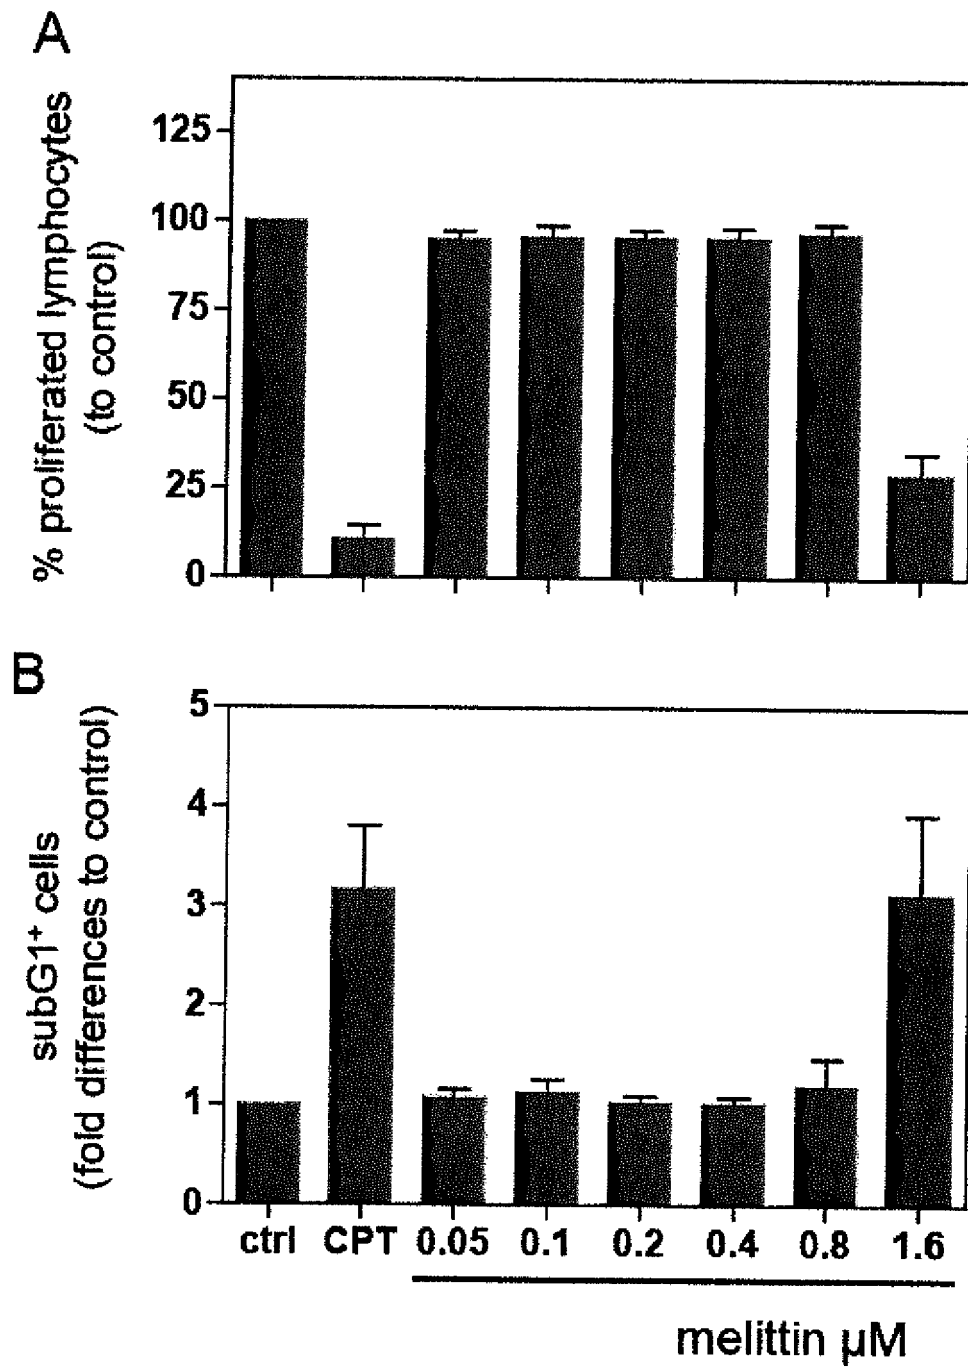 A
% proliferated lymphocytes
(to control)
125
100
75
50
25
0
B
subG1⁺ cells
(fold differences to control)
5
4
3
2
1
0
ctrl CPT 0.05 0.1 0.2 0.4 0.8 1.6
melittin µM